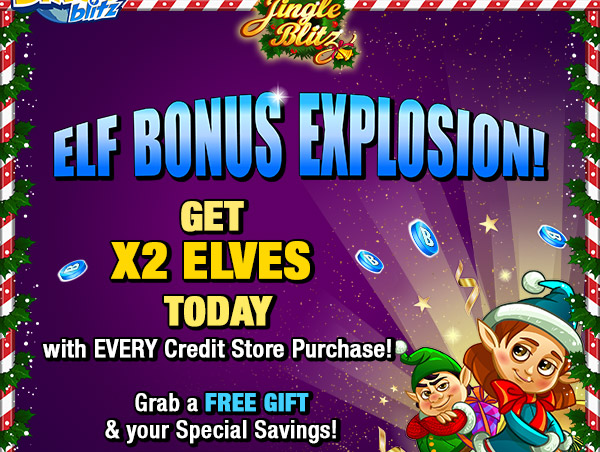 blitz
Jingle
Blitz
ELF BONUS EXPLOSION!
GET
X2 ELVES
TODAY
with EVERY Credit Store Purchase!
Grab a FREE GIFT
& your Special Savings!
B
B
B
B